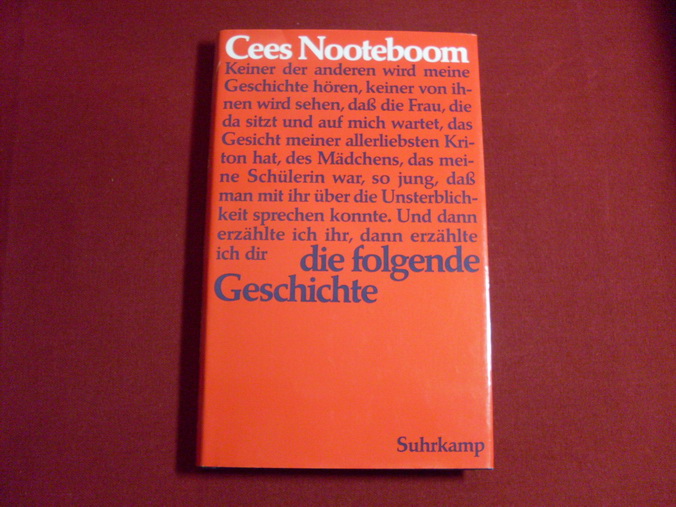 Cees Nooteboom
Keiner der anderen wird meine
Geschichte hören, keiner von ih-
nen wird sehen, daß die Frau, die
da sitzt und auf mich wartet, das
Gesicht meiner allerliebsten Kri-
ton hat, des Mädchens, das mei-
ne Schülerin war, so jung, daß
man mit ihr über die Unsterblich-
keit sprechen konnte. Und dann
erzählte ich ihr, dann erzählte
ich dir die folgende
Geschichte
Suhrkamp